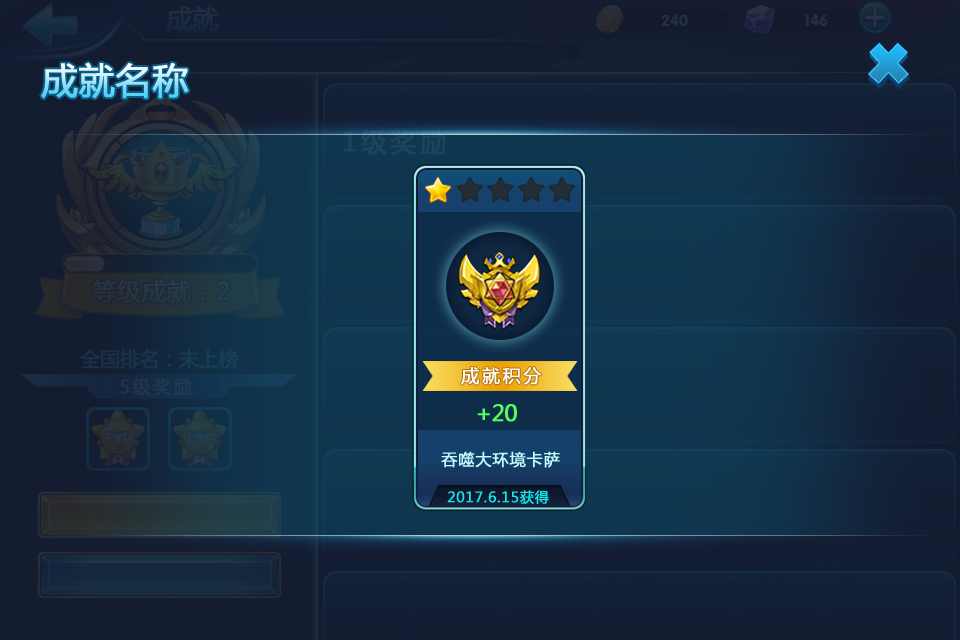 成就
240
146
成就名称
1级奖励
等级成就：2
全国排名：未上榜
5级奖励
EXP
EXP
成就积分
+20
吞噬大环境卡萨
2017.6.15获得